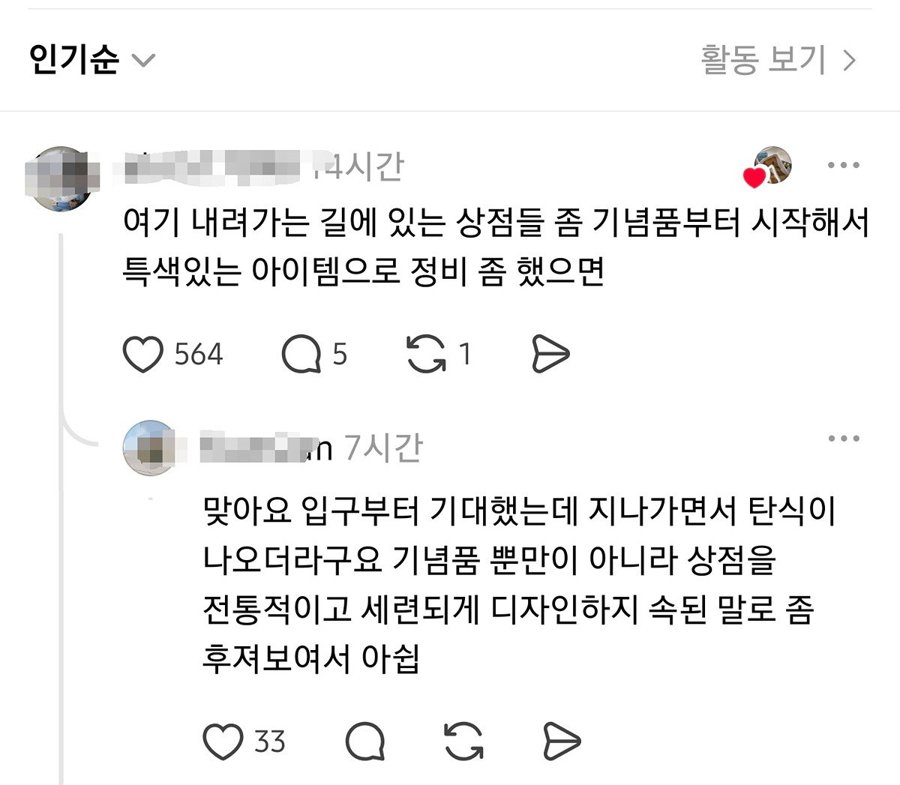 인기순
활동 보기
14시간
여기 내려가는 길에 있는 상점들 좀 기념품부터 시작해서
특색있는 아이템으로 정비 좀 했으면
564 5 1
n 7시간
맞아요 입구부터 기대했는데 지나가면서 탄식이
나오더라구요 기념품 뿐만이 아니라 상점을
전통적이고 세련되게 디자인하지 속된 말로 좀
후져보여서 아쉽
33